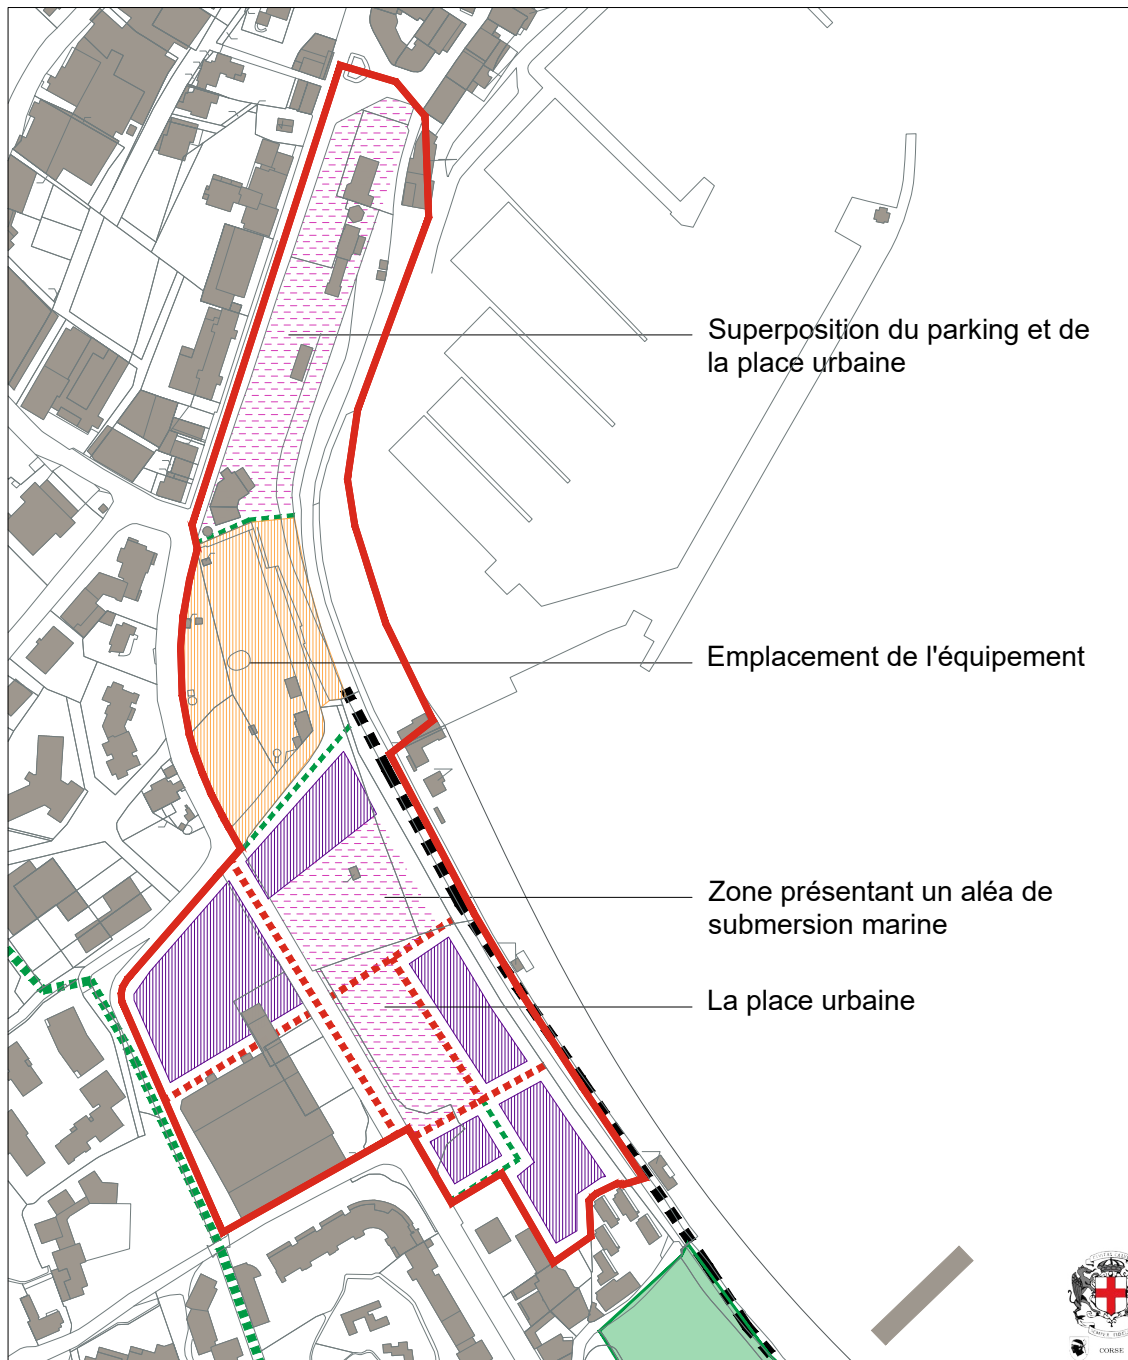 Superposition du parking et de
la place urbaine
Emplacement de l'équipement
Zone présentant un aléa de
submersion marine
La place urbaine
CORSE